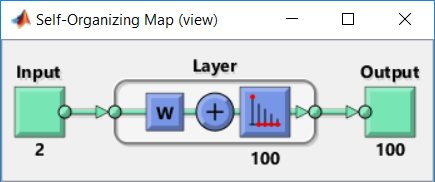 Self-Organizing Map (view)
Layer
Input
Output
W
2
100
100